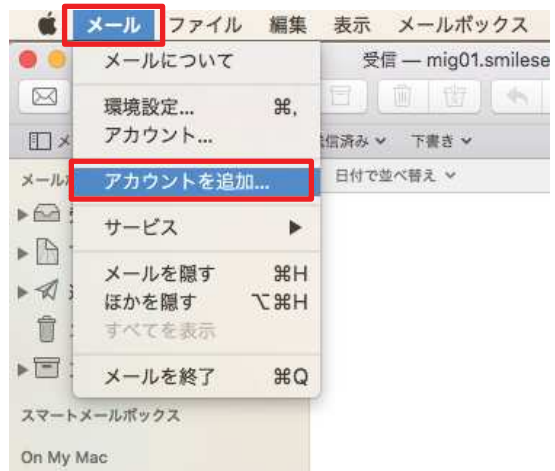 メール ファイル 編集 表示 メールボックス
受信 — mig01.smilese
メールについて
環境設定... ⌘,
アカウント...
信済み 下書き
アカウントを追加...
日付で並べ替え
サービス
メールを隠す ⌘H
ほかを隠す ⌥⌘H
すべてを表示
メールを終了 ⌘Q
スマートメールボックス
On My Mac